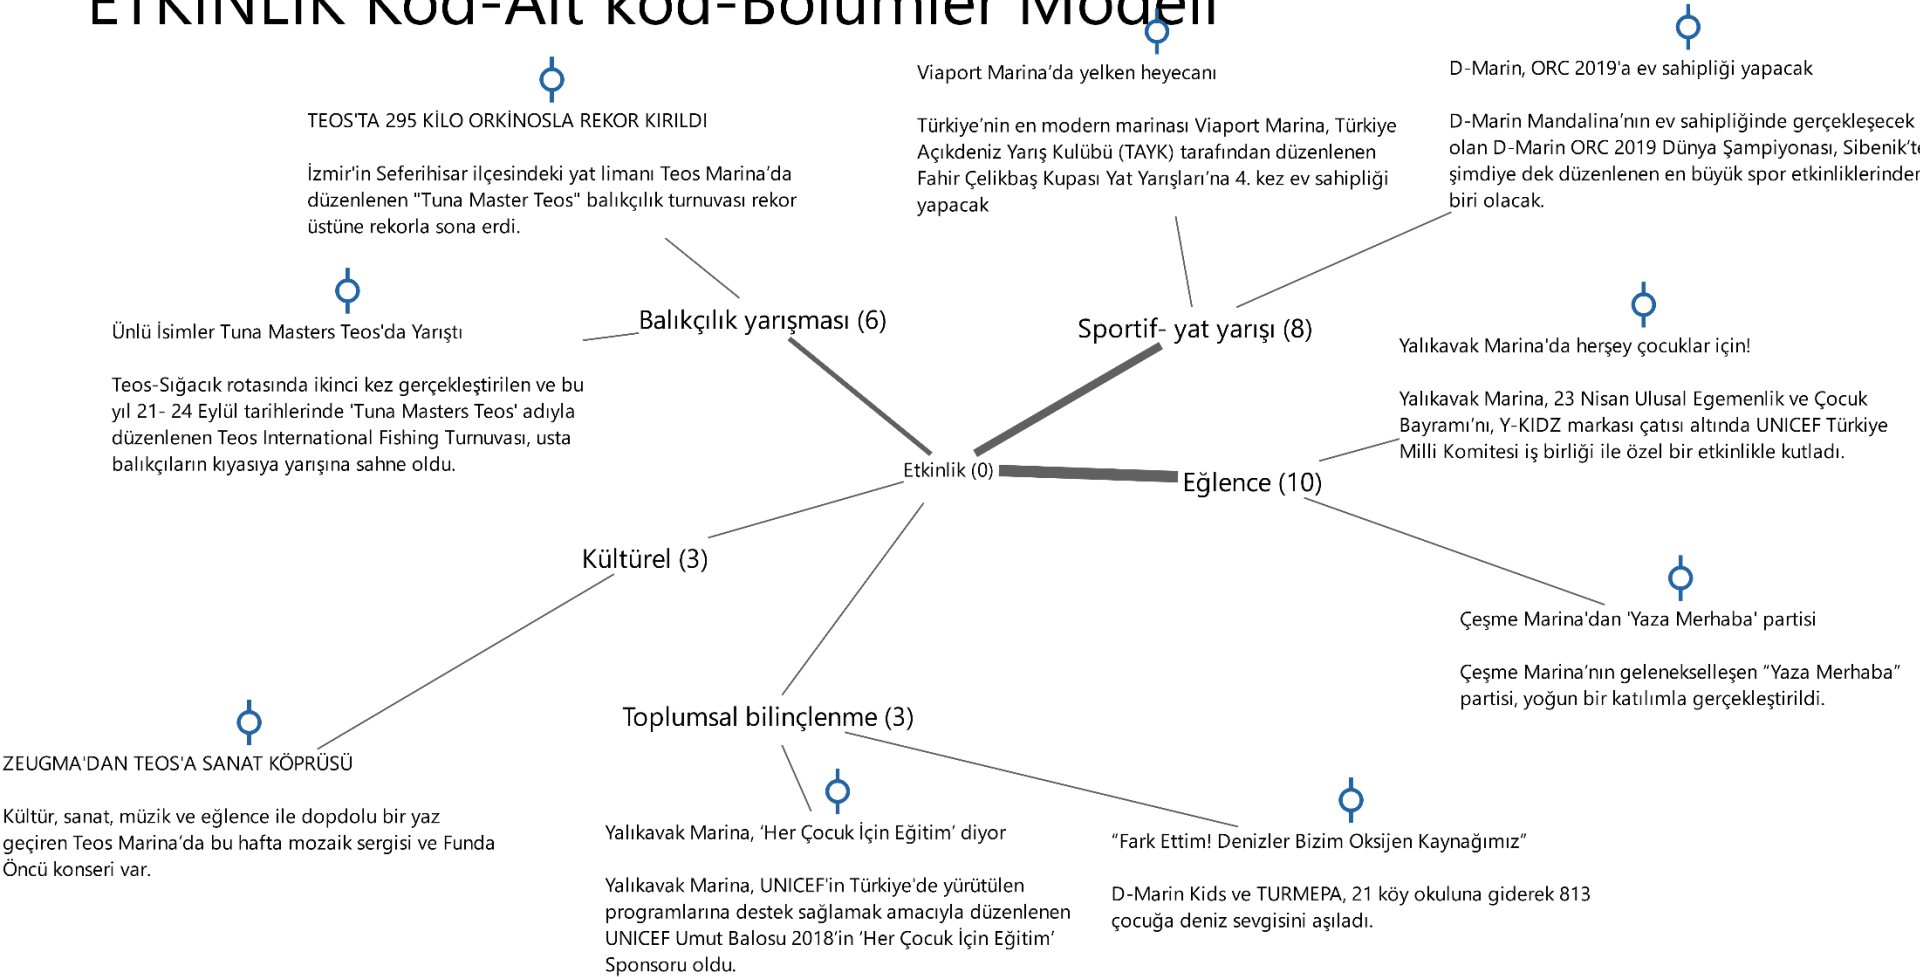 ETKİNLİK Kod-Alt kod-Bölümler Modeli
TEOS'TA 295 KİLO ORKİNOSLA REKOR KIRILDI
İzmir'in Seferihisar ilçesindeki yat limanı Teos Marina’da
düzenlenen "Tuna Master Teos" balıkçılık turnuvası rekor
üstüne rekorla sona erdi.
Viaport Marina’da yelken heyecanı
Türkiye’nin en modern marinası Viaport Marina, Türkiye
Açıkdeniz Yarış Kulübü (TAYK) tarafından düzenlenen
Fahir Çelikbaş Kupası Yat Yarışları’na 4. kez ev sahipliği
yapacak
D-Marin, ORC 2019'a ev sahipliği yapacak
D-Marin Mandalina’nın ev sahipliğinde gerçekleşecek
olan D-Marin ORC 2019 Dünya Şampiyonası, Sibenik’te
şimdiye dek düzenlenen en büyük spor etkinliklerinden
biri olacak.
Ünlü İsimler Tuna Masters Teos'da Yarıştı
Teos-Sığacık rotasında ikinci kez gerçekleştirilen ve bu
yıl 21- 24 Eylül tarihlerinde 'Tuna Masters Teos' adıyla
düzenlenen Teos International Fishing Turnuvası, usta
balıkçıların kıyasıya yarışına sahne oldu.
Balıkçılık yarışması (6)
Sportif- yat yarışı (8)
Yalıkavak Marina'da herşey çocuklar için!
Yalıkavak Marina, 23 Nisan Ulusal Egemenlik ve Çocuk
Bayramı’nı, Y-KIDZ markası çatısı altında UNICEF Türkiye
Milli Komitesi iş birliği ile özel bir etkinlikle kutladı.
Etkinlik (0)
Eğlence (10)
Kültürel (3)
Çeşme Marina'dan 'Yaza Merhaba' partisi
Çeşme Marina’nın gelenekselleşen “Yaza Merhaba”
partisi, yoğun bir katılımla gerçekleştirildi.
Toplumsal bilinçlenme (3)
ZEUGMA'DAN TEOS'A SANAT KÖPRÜSÜ
Kültür, sanat, müzik ve eğlence ile dopdolu bir yaz
geçiren Teos Marina’da bu hafta mozaik sergisi ve Funda
Öncü konseri var.
Yalıkavak Marina, ‘Her Çocuk İçin Eğitim’ diyor
Yalıkavak Marina, UNICEF'in Türkiye'de yürütülen
programlarına destek sağlamak amacıyla düzenlenen
UNICEF Umut Balosu 2018’in ‘Her Çocuk İçin Eğitim’
Sponsoru oldu.
“Fark Ettim! Denizler Bizim Oksijen Kaynağımız”
D-Marin Kids ve TURMEPA, 21 köy okuluna giderek 813
çocuğa deniz sevgisini aşıladı.